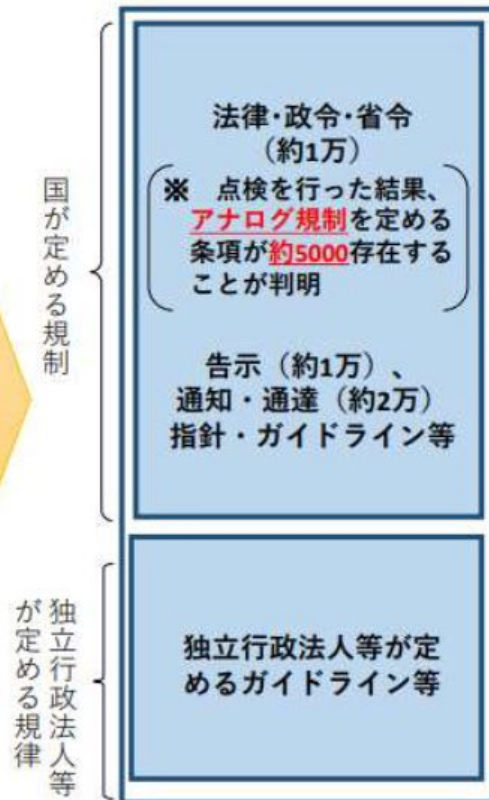 国が定める規制
法律・政令・省令
（約1万）
※ 点検を行った結果、
アナログ規制を定める
条項が約5000存在する
ことが判明
告示（約1万）、
通知・通達（約2万）
指針・ガイドライン等
独立行政法人等
が定める規律
独立行政法人等が定
めるガイドライン等